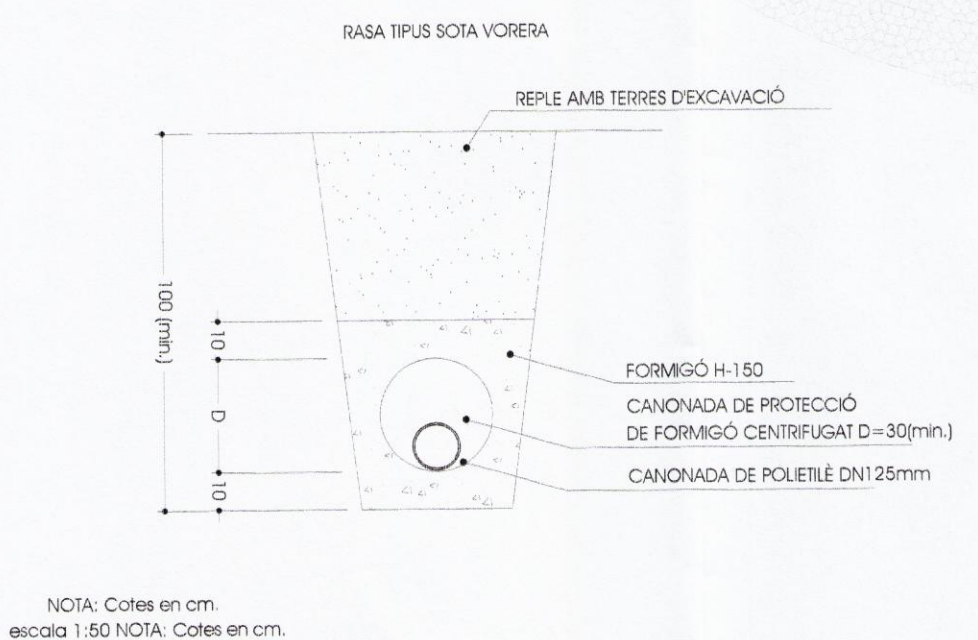 RASA TIPUS SOTA VORERA
REPLE AMB TERRES D'EXCAVACIÓ
100 (min.)
10
D
10
FORMIGÓ H-150
CANONADA DE PROTECCIÓ
DE FORMIGÓ CENTRIFUGAT D=30(min.)
CANONADA DE POLIETILÈ DN125mm
NOTA: Cotes en cm.
escala 1:50 NOTA: Cotes en cm.